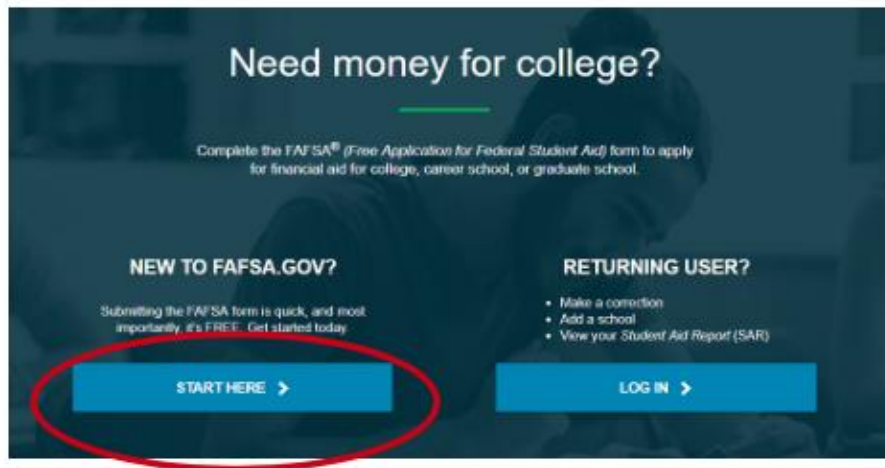 Need money for college?
Complete the FAFSA® (Free Application for Federal Student Aid) form to apply
for financial aid for college, career school, or graduate school.
NEW TO FAFSA.GOV?
Submitting the FAFSA form is quick, and most
importantly, it's FREE. Get started today.
START HERE >
RETURNING USER?
• Make a correction
• Add a school
• View your Student Aid Report (SAR)
LOG IN >